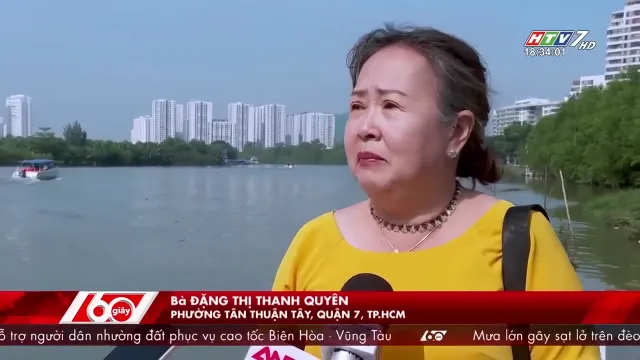 HTV7 HD
18:34:01
60 giây
Bà ĐẶNG THỊ THANH QUYÊN
PHƯỜNG TÂN THUẬN TÂY, QUẬN 7, TP.HCM
ỗ trợ người dân nhường đất phục vụ cao tốc Biên Hòa - Vũng Tàu 60 giây Mưa lớn gây sạt lở trên đèo